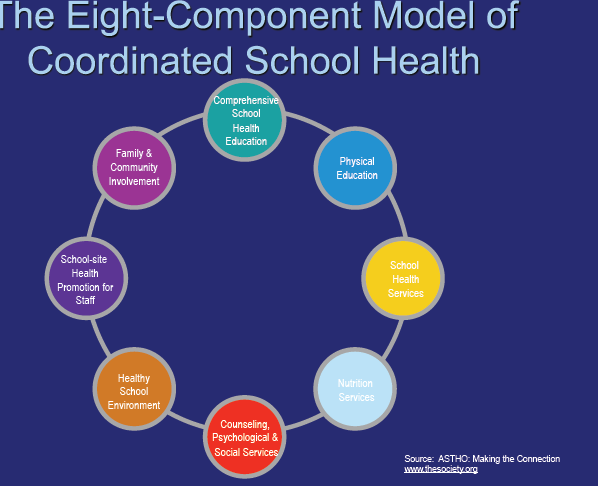 The Eight-Component Model of
Coordinated School Health
Comprehensive
School
Health
Education
Physical
Education
School
Health
Services
Nutrition
Services
Counseling,
Psychological &
Social Services
Healthy
School
Environment
School-site
Health
Promotion for
Staff
Family &
Community
Involvement
Source:  ASTHO: Making the Connection
www.thesociety.org